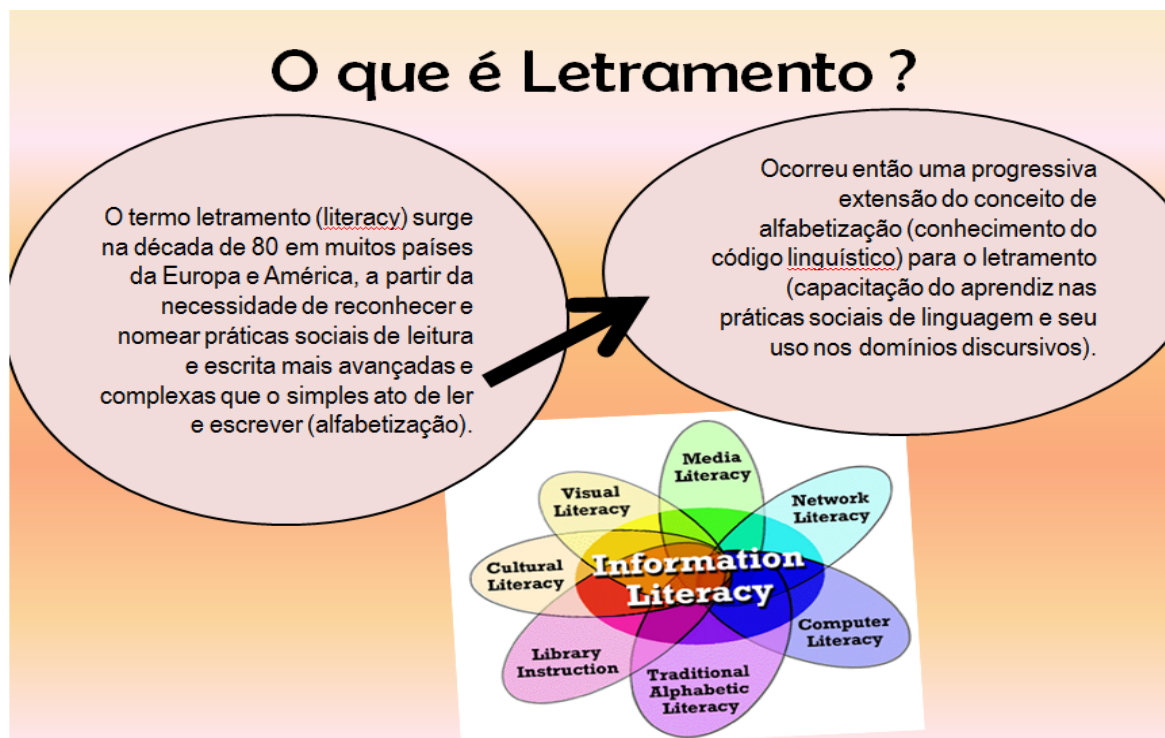 O que é Letramento ?
O termo letramento (literacy) surge
na década de 80 em muitos países
da Europa e América, a partir da
necessidade de reconhecer e
nomear práticas sociais de leitura
e escrita mais avançadas e
complexas que o simples ato de ler
e escrever (alfabetização).
Ocorreu então uma progressiva
extensão do conceito de
alfabetização (conhecimento do
código linguístico) para o letramento
(capacitação do aprendiz nas
práticas sociais de linguagem e seu
uso nos domínios discursivos).
Media
Literacy
Visual
Literacy
Network
Literacy
Cultural
Literacy
Information
Literacy
Computer
Literacy
Library
Instruction
Traditional
Alphabetic
Literacy